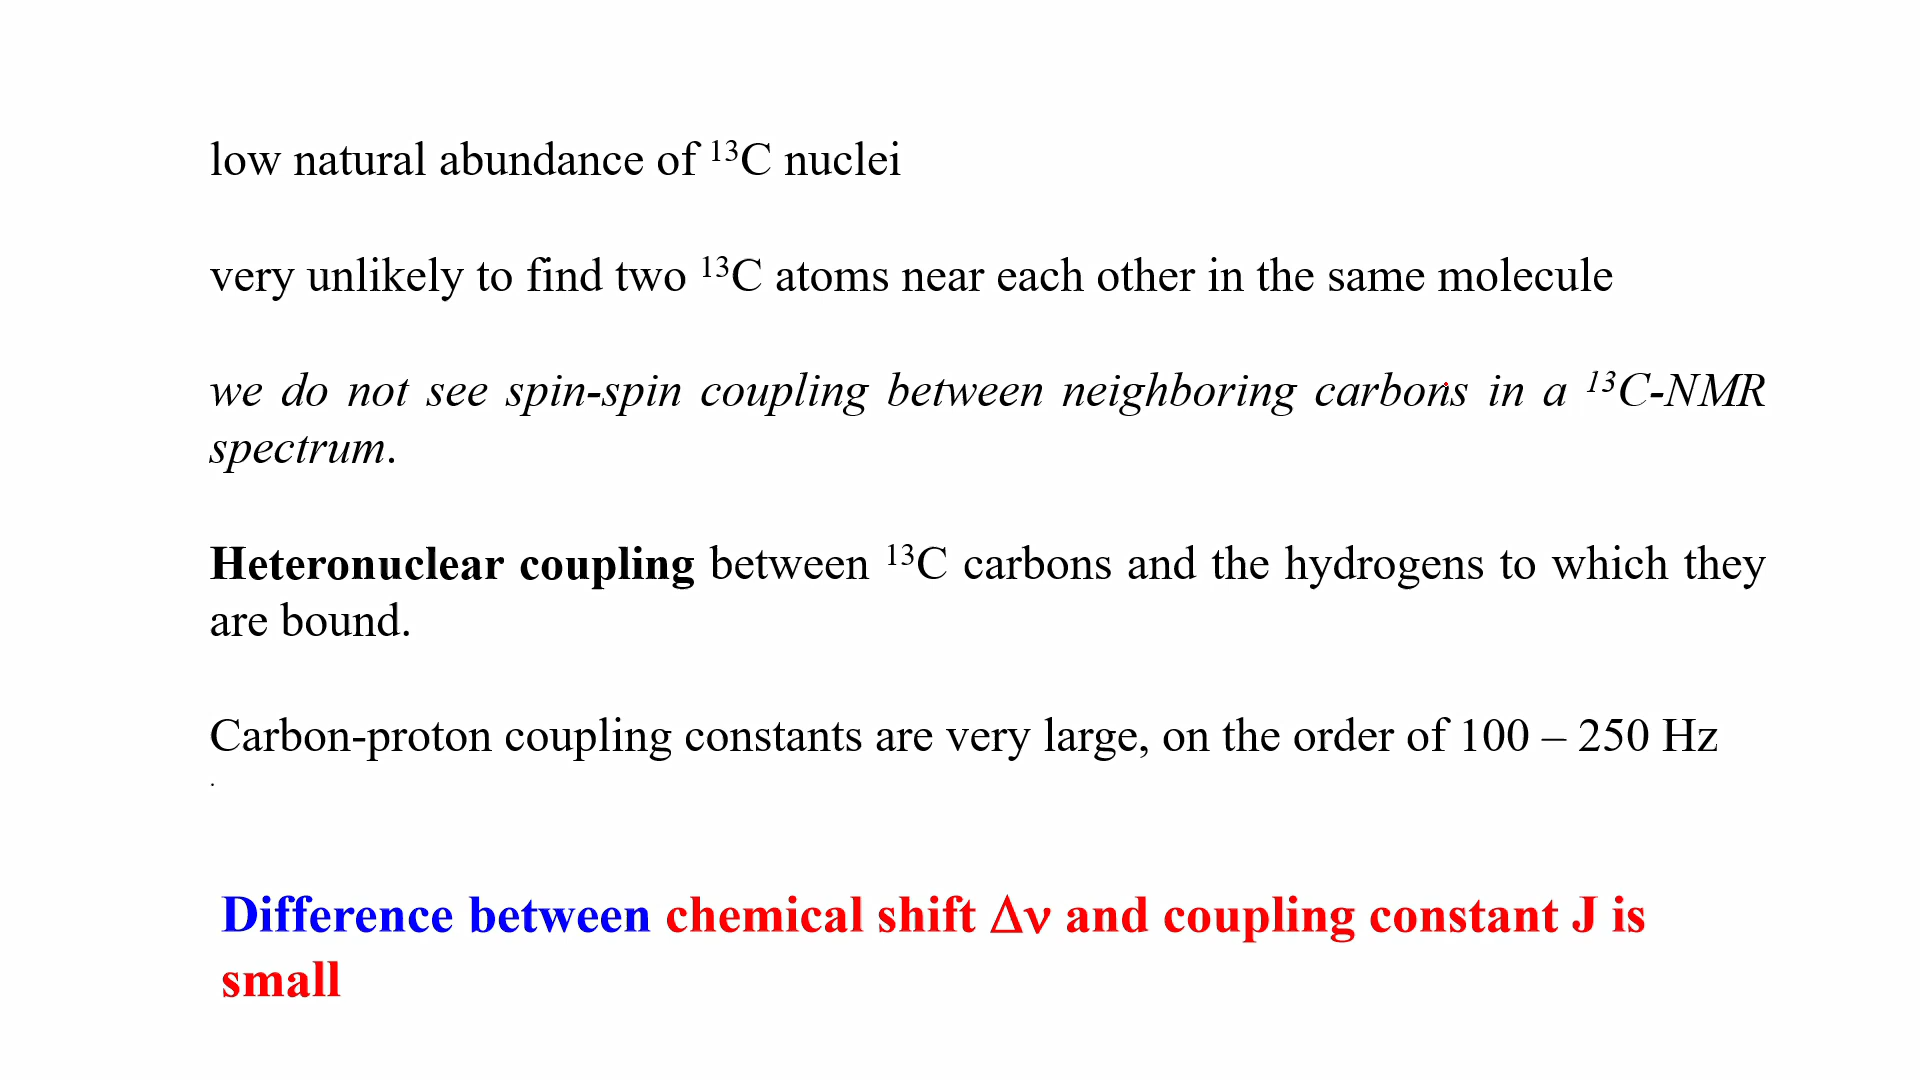 low natural abundance of ¹³C nuclei
very unlikely to find two ¹³C atoms near each other in the same molecule
we do not see spin-spin coupling between neighboring carbons in a ¹³C-NMR
spectrum.
Heteronuclear coupling between ¹³C carbons and the hydrogens to which they
are bound.
Carbon-proton coupling constants are very large, on the order of 100 – 250 Hz
.
Difference between chemical shift Δν and coupling constant J is
small